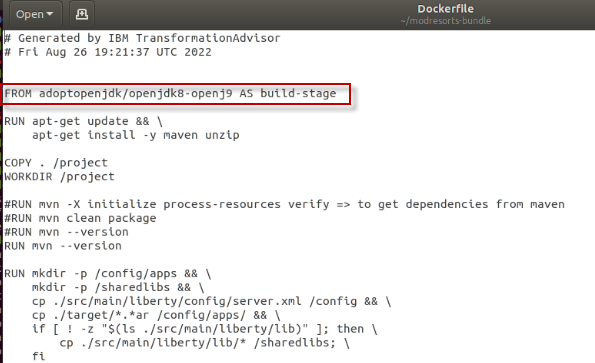 Open
Dockerfile
~/modresorts-bundle
# Generated by IBM TransformationAdvisor
# Fri Aug 26 19:21:37 UTC 2022
FROM adoptopenjdk/openjdk8-openj9 AS build-stage
RUN apt-get update && \
    apt-get install -y maven unzip
COPY . /project
WORKDIR /project
#RUN mvn -X initialize process-resources verify => to get dependencies from maven
#RUN mvn clean package
#RUN mvn --version
RUN mvn --version
RUN mkdir -p /config/apps && \
    mkdir -p /sharedlibs && \
    cp ./src/main/liberty/config/server.xml /config && \
    cp ./target/*.*ar /config/apps/ && \
    if [ ! -z "$(ls ./src/main/liberty/lib)" ]; then \
        cp ./src/main/liberty/lib/* /sharedlibs; \
    fi